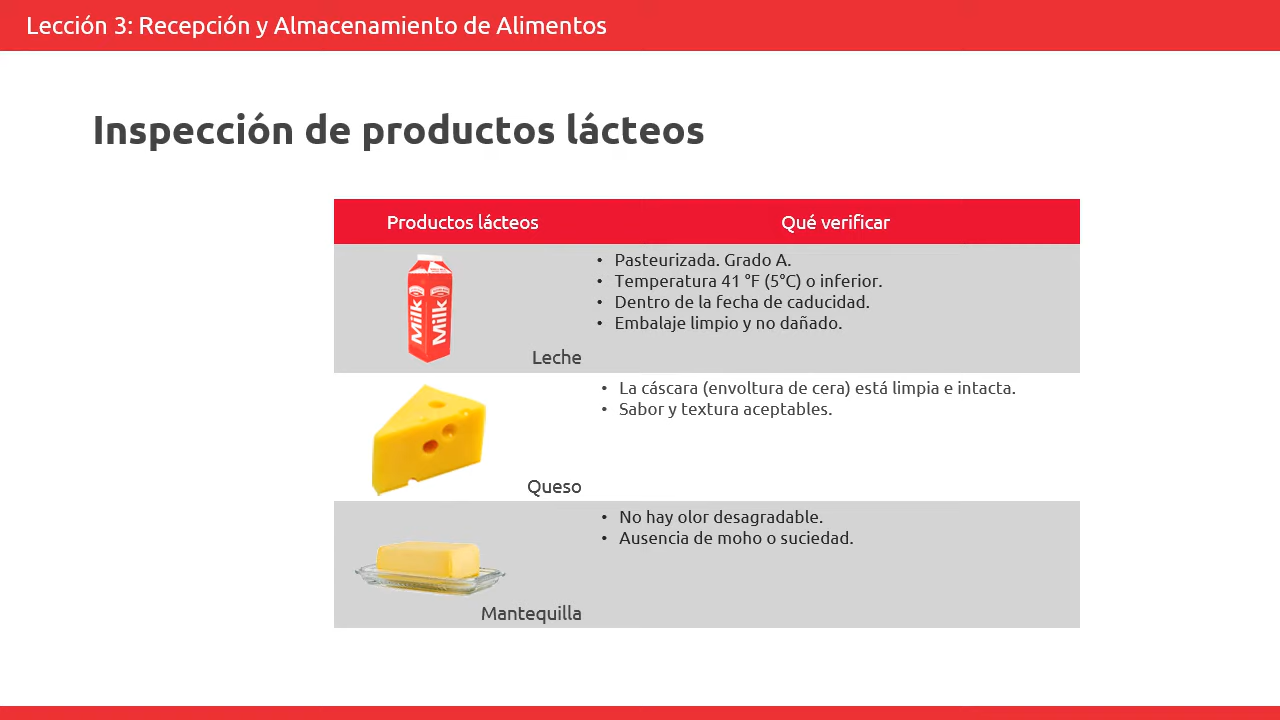 Lección 3: Recepción y Almacenamiento de Alimentos
Inspección de productos lácteos
Productos lácteos
Qué verificar
Milk
Milk
Leche
• Pasteurizada. Grado A.
• Temperatura 41 °F (5°C) o inferior.
• Dentro de la fecha de caducidad.
• Embalaje limpio y no dañado.
Queso
• La cáscara (envoltura de cera) está limpia e intacta.
• Sabor y textura aceptables.
Mantequilla
• No hay olor desagradable.
• Ausencia de moho o suciedad.